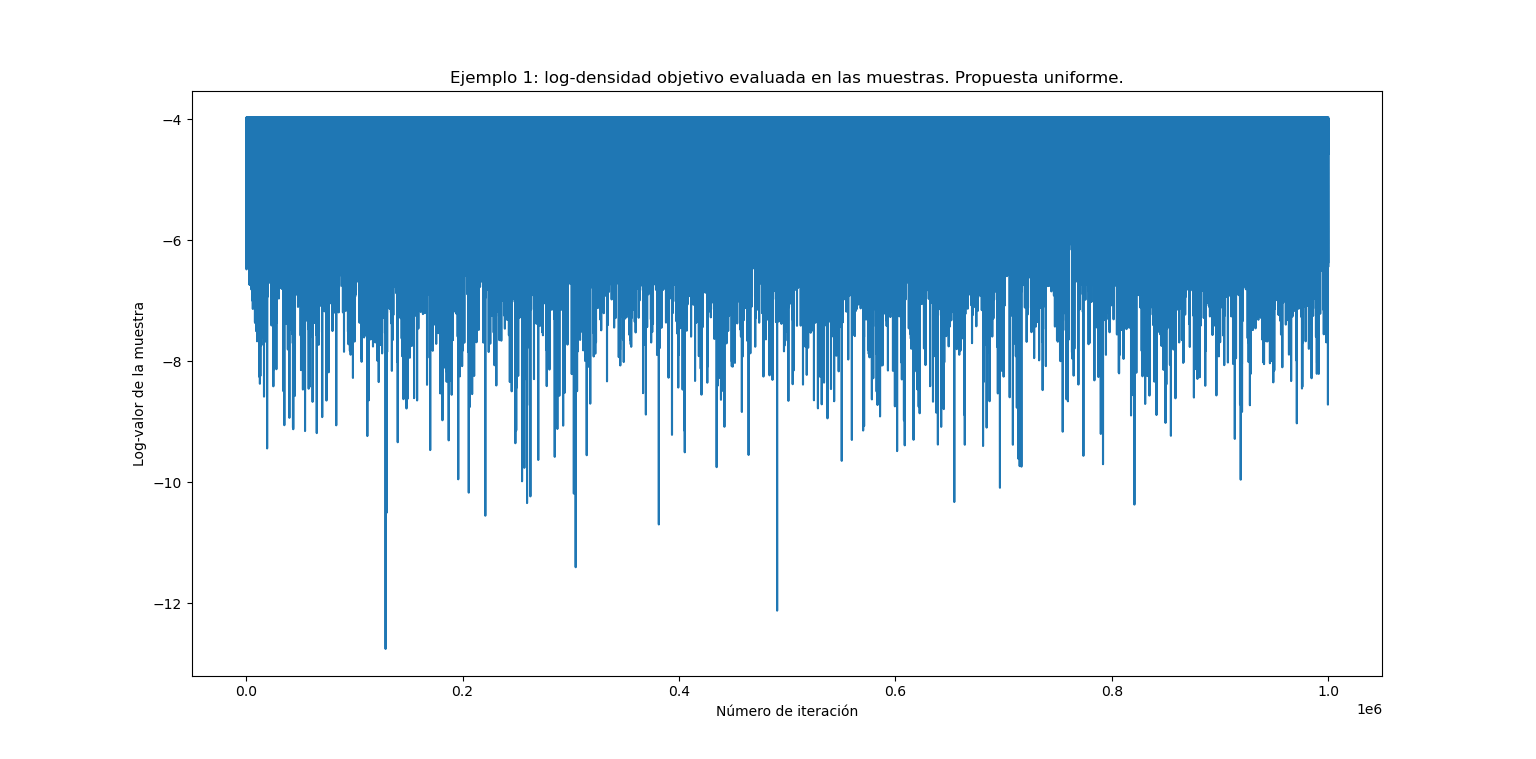 Ejemplo 1: log-densidad objetivo evaluada en las muestras. Propuesta uniforme.
−4
−6
−8
−10
−12
Log-valor de la muestra
0.0 0.2 0.4 0.6 0.8 1.0
1e6
Número de iteración